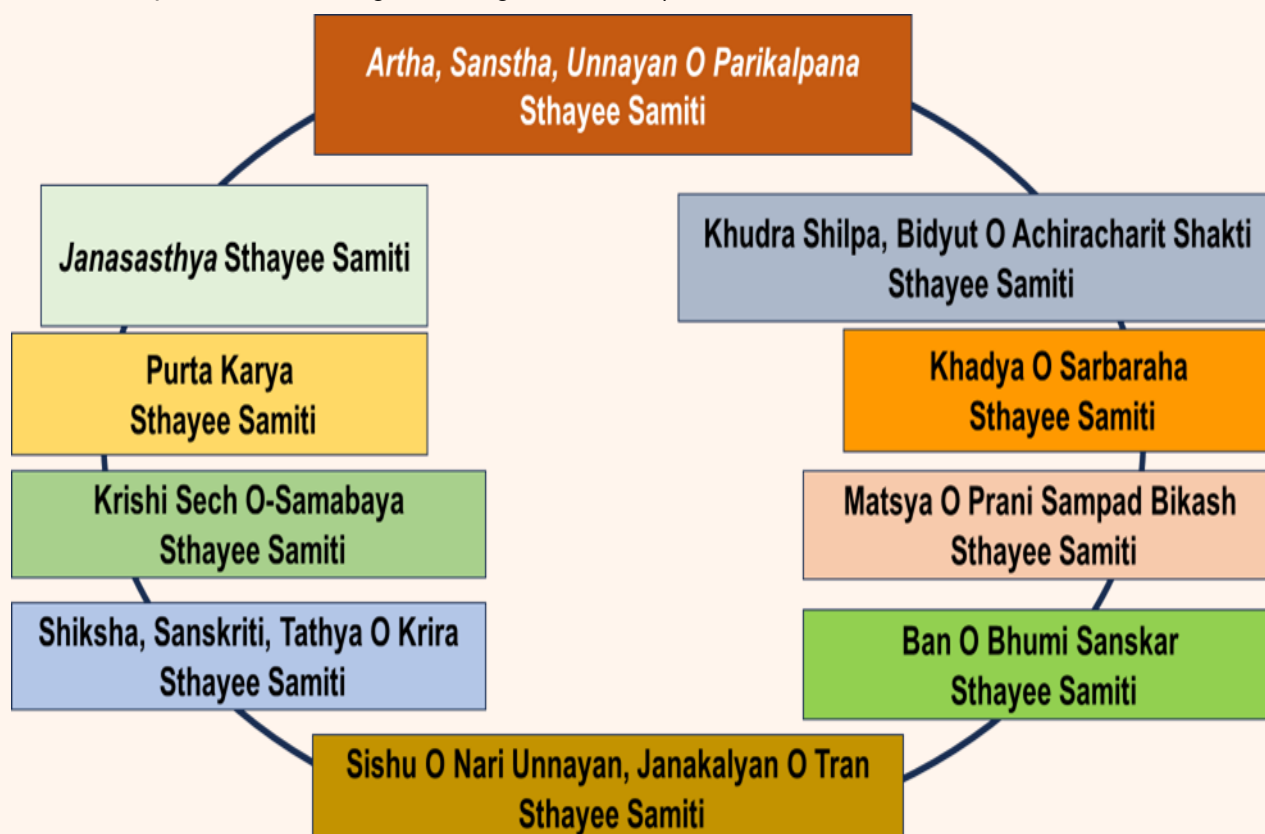 Artha, Sanstha, Unnayan O Parikalpana
Sthayee Samiti
Janasasthya Sthayee Samiti
Khudra Shilpa, Bidyut O Achiracharit Shakti
Sthayee Samiti
Purta Karya
Sthayee Samiti
Khadya O Sarbaraha
Sthayee Samiti
Krishi Sech O-Samabaya
Sthayee Samiti
Matsya O Prani Sampad Bikash
Sthayee Samiti
Shiksha, Sanskriti, Tathya O Krira
Sthayee Samiti
Ban O Bhumi Sanskar
Sthayee Samiti
Sishu O Nari Unnayan, Janakalyan O Tran
Sthayee Samiti